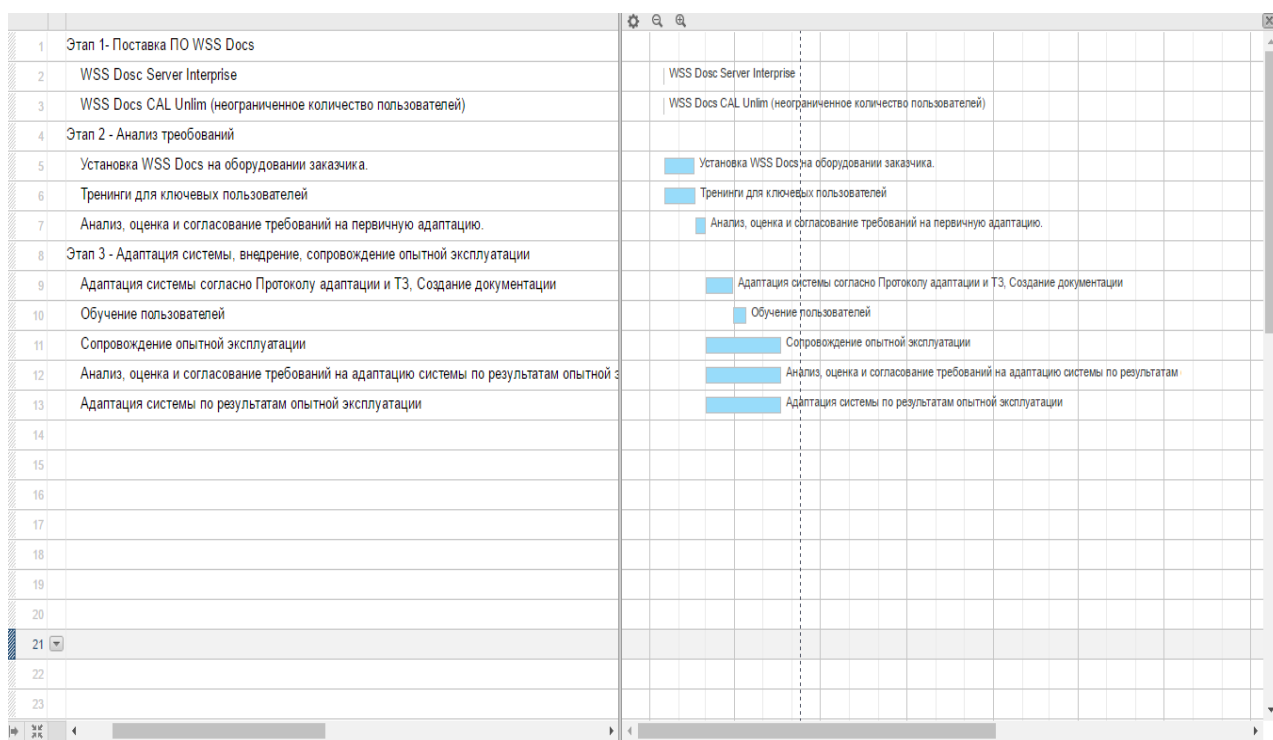 1 Этап 1- Поставка ПО WSS Docs
2 WSS Dosc Server Interprise WSS Dosc Server Interprise
3 WSS Docs CAL Unlim (неограниченное количество пользователей) WSS Docs CAL Unlim (неограниченное количество пользователей)
4 Этап 2 - Анализ треобований
5 Установка WSS Docs на оборудовании заказчика. Установка WSS Docs на оборудовании заказчика.
6 Тренинги для ключевых пользователей Тренинги для ключевых пользователей
7 Анализ, оценка и согласование требований на первичную адаптацию. Анализ, оценка и согласование требований на первичную адаптацию.
8 Этап 3 - Адаптация системы, внедрение, сопровождение опытной эксплуатации
9 Адаптация системы согласно Протоколу адаптации и ТЗ, Создание документации Адаптация системы согласно Протоколу адаптации и ТЗ, Создание документации
10 Обучение пользователей Обучение пользователей
11 Сопровождение опытной эксплуатации Сопровождение опытной эксплуатации
12 Анализ, оценка и согласование требований на адаптацию системы по результатам опытной Анализ, оценка и согласование требований на адаптацию системы по результатам
13 Адаптация системы по результатам опытной эксплуатации Адаптация системы по результатам опытной эксплуатации
14
15
16
17
18
19
20
21
22
23